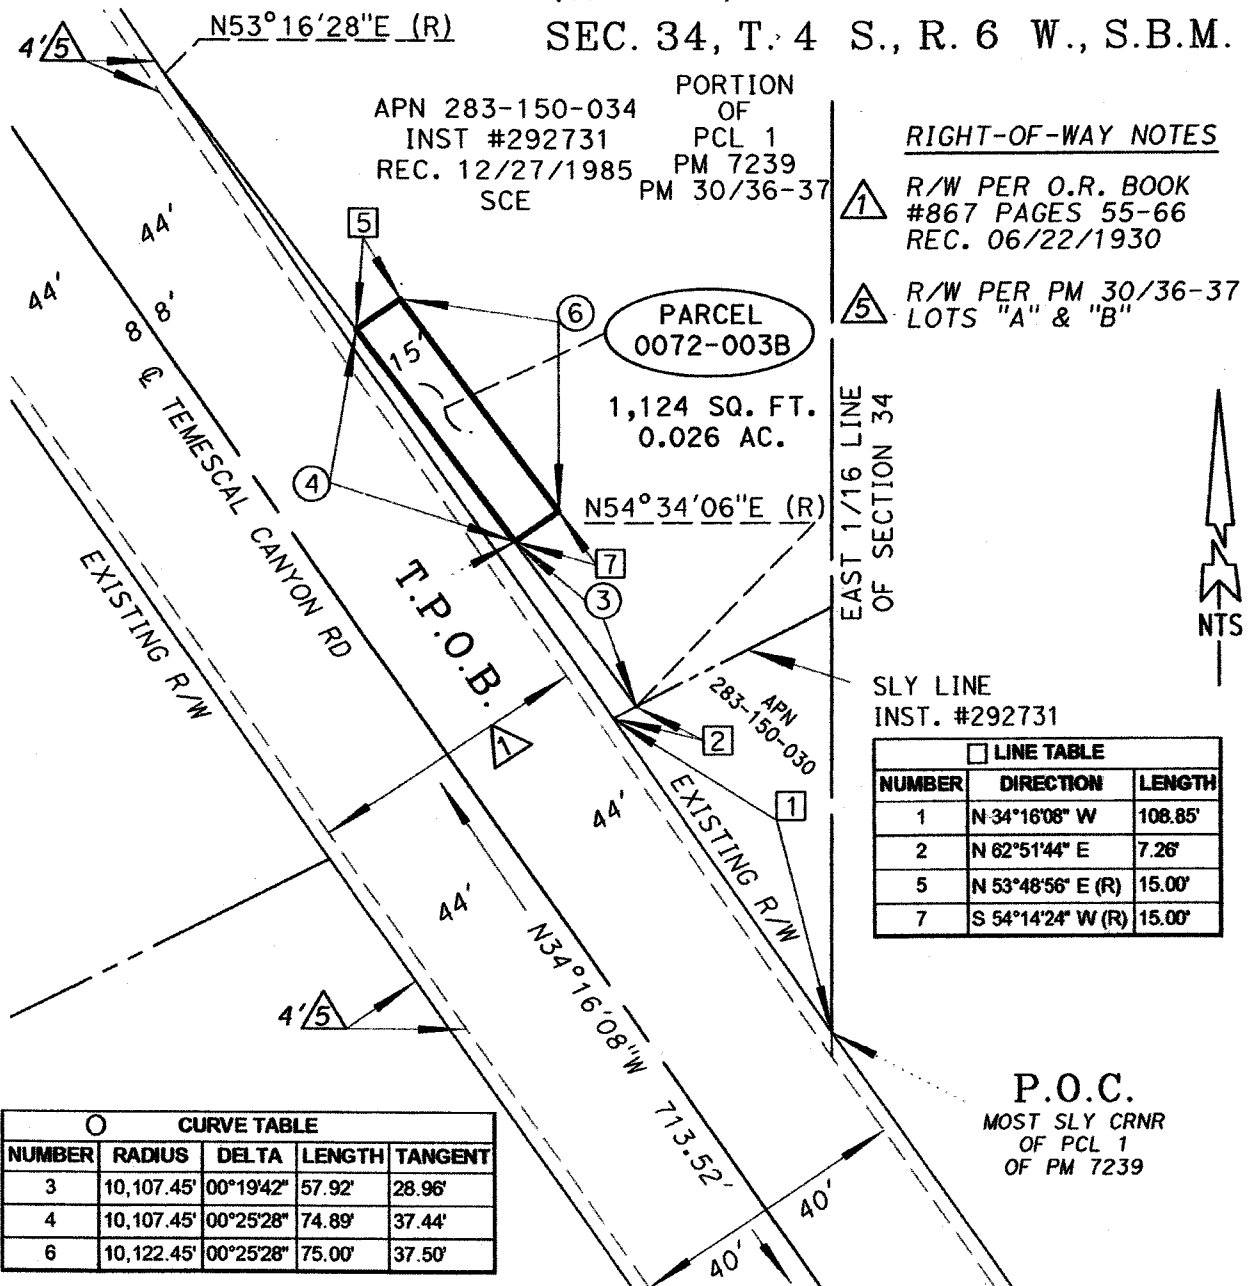 N53°16'28"E (R)
SEC. 34, T. 4 S., R. 6 W., S.B.M.
4' 5
APN 283-150-034
INST #292731
REC. 12/27/1985
SCE
PORTION
OF
PCL 1
PM 7239
PM 30/36-37
RIGHT-OF-WAY NOTES
1 R/W PER O.R. BOOK
#867 PAGES 55-66
REC. 06/22/1930
5 R/W PER PM 30/36-37
LOTS "A" & "B"
44'
44'
8 8'
5
6
15'
PARCEL
0072-003B
1,124 SQ. FT.
0.026 AC.
EAST 1/16 LINE
OF SECTION 34
℄ TEMESCAL CANYON RD
EXISTING R/W
4
N54°34'06"E (R)
7
3
T.P.O.B.
NTS
SLY LINE
INST. #292731
APN
283-150-030
2
1
1
44'
EXISTING R/W
44'
N34°16'08"W 713.52'
4' 5
□ LINE TABLE
NUMBER DIRECTION LENGTH
1 N 34°16'08" W 108.85'
2 N 62°51'44" E 7.26'
5 N 53°48'56" E (R) 15.00'
7 S 54°14'24" W (R) 15.00'
P.O.C.
MOST SLY CRNR
OF PCL 1
OF PM 7239
40'
40'
○ CURVE TABLE
NUMBER RADIUS DELTA LENGTH TANGENT
3 10,107.45' 00°19'42" 57.92' 28.96'
4 10,107.45' 00°25'28" 74.89' 37.44'
6 10,122.45' 00°25'28" 75.00' 37.50'